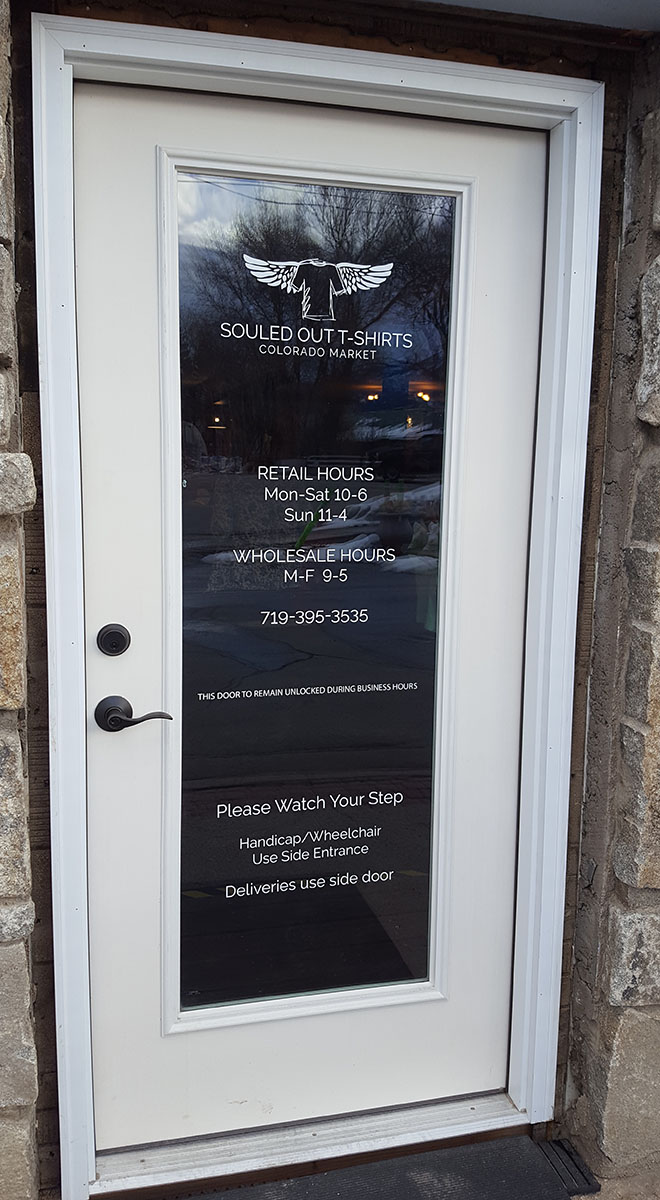 SOULED OUT T-SHIRTS
COLORADO MARKET
RETAIL HOURS
Mon-Sat 10-6
Sun 11-4
WHOLESALE HOURS
M-F 9-5
719-395-3535
THIS DOOR TO REMAIN UNLOCKED DURING BUSINESS HOURS
Please Watch Your Step
Handicap/Wheelchair
Use Side Entrance
Deliveries use side door